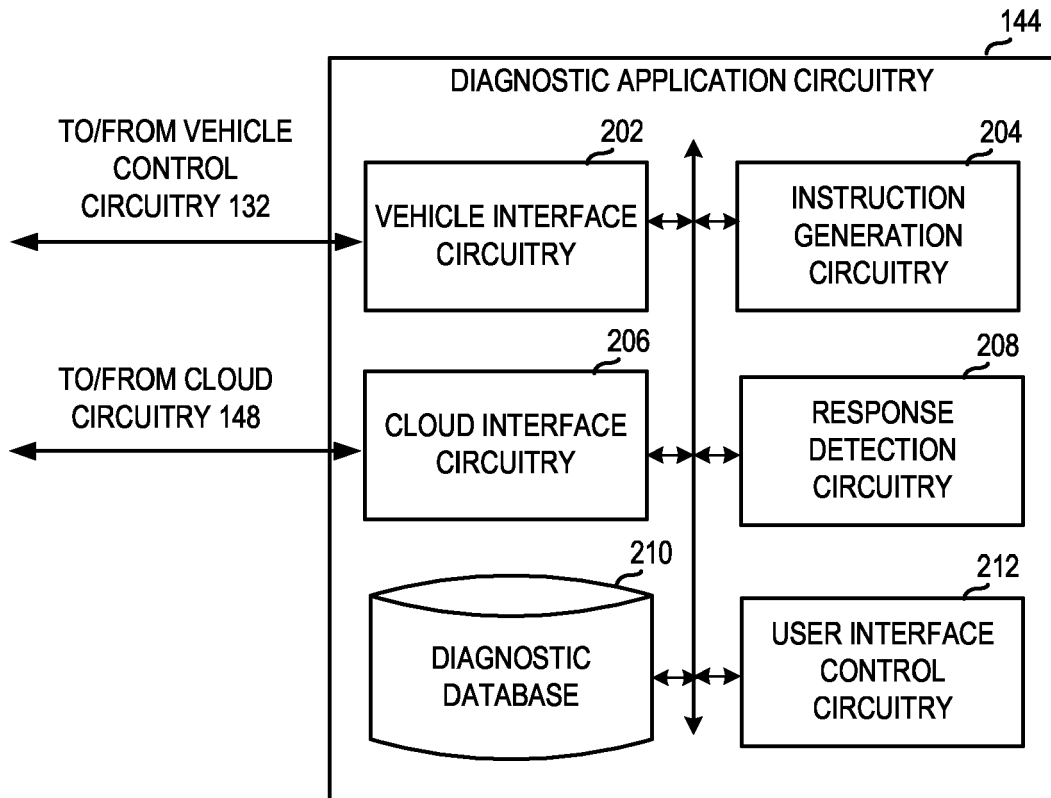 144
DIAGNOSTIC APPLICATION CIRCUITRY
TO/FROM VEHICLE
CONTROL
CIRCUITRY 132
202
VEHICLE INTERFACE
CIRCUITRY
204
INSTRUCTION
GENERATION
CIRCUITRY
TO/FROM CLOUD
CIRCUITRY 148
206
CLOUD INTERFACE
CIRCUITRY
208
RESPONSE
DETECTION
CIRCUITRY
210
DIAGNOSTIC
DATABASE
212
USER INTERFACE
CONTROL
CIRCUITRY